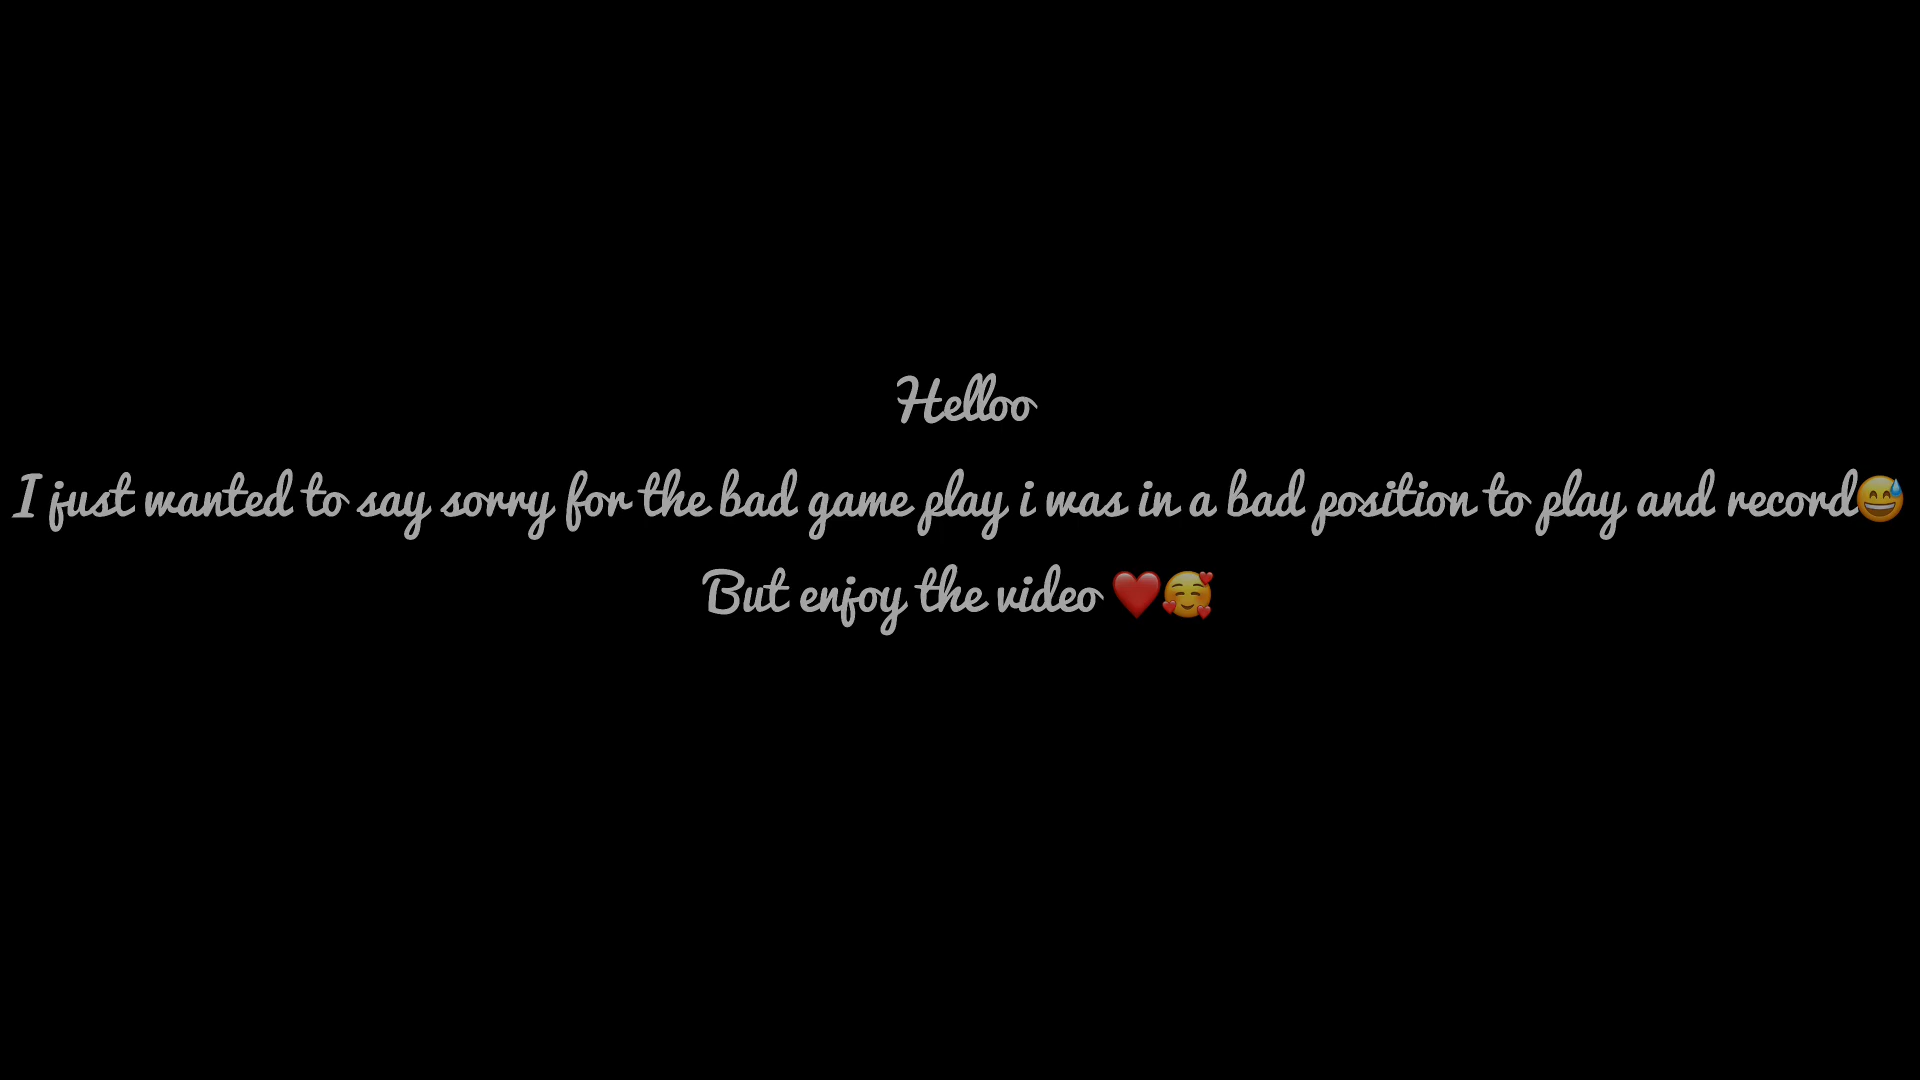 Helloo
I just wanted to say sorry for the bad game play i was in a bad position to play and record😅
But enjoy the video ❤️🥰